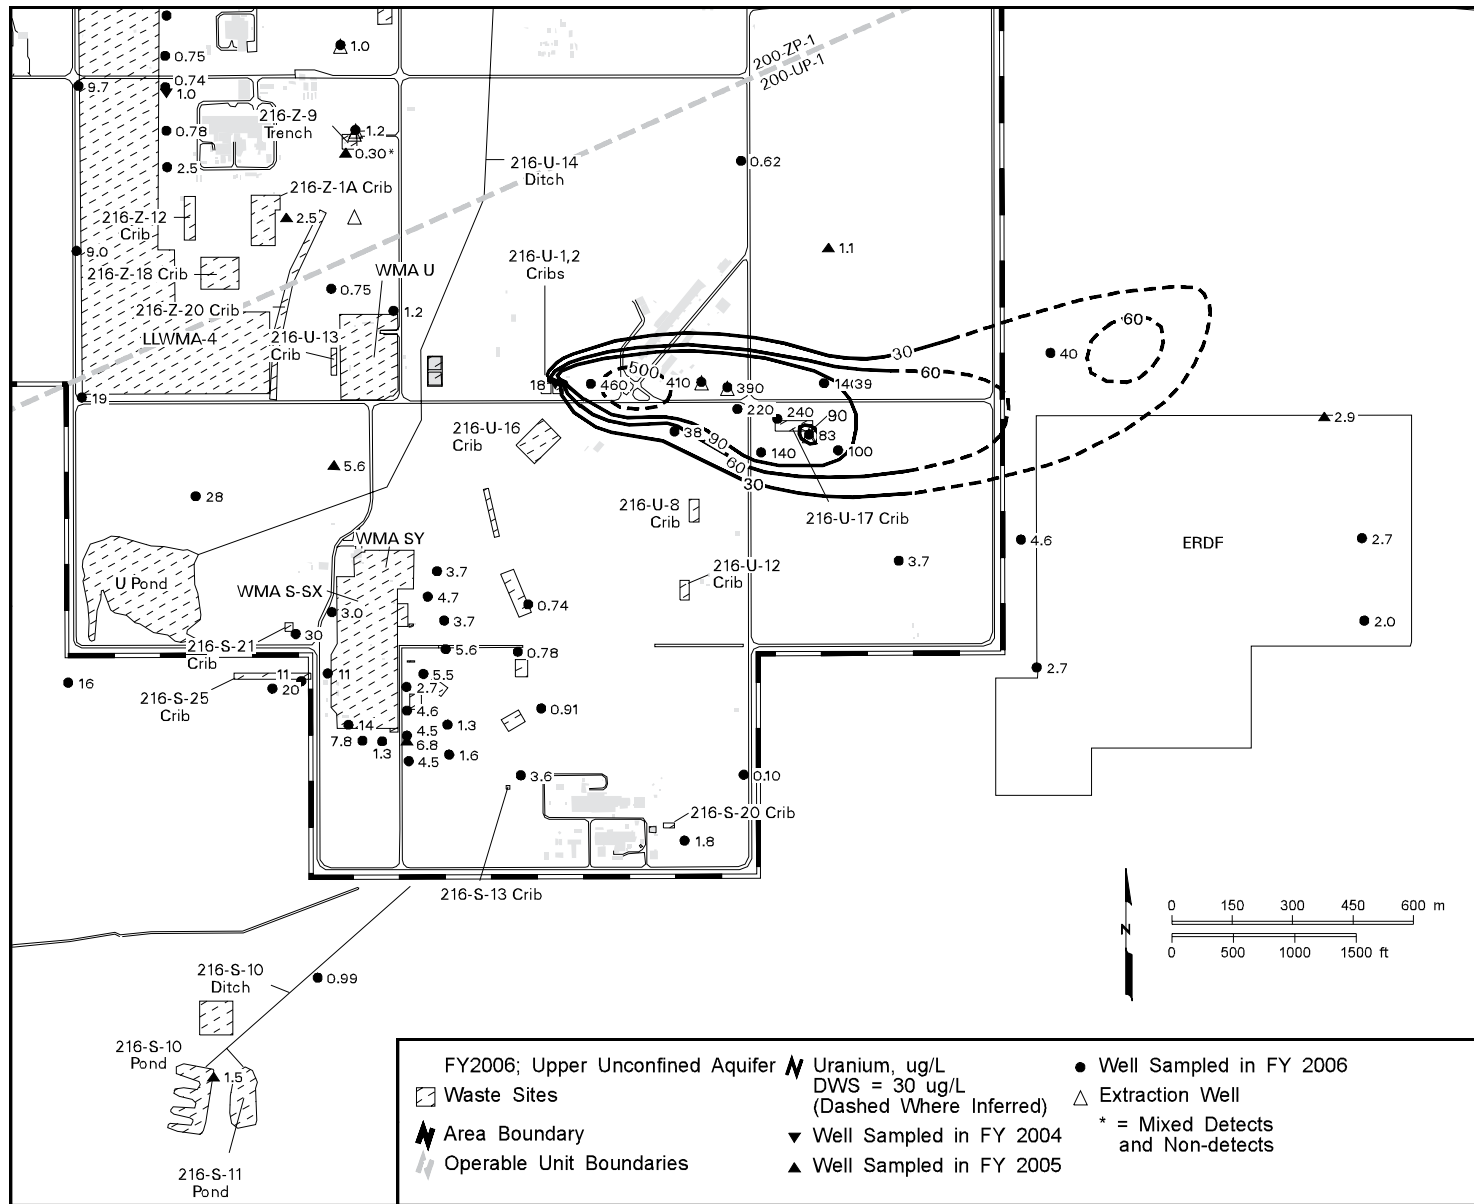 1.0
0.75
200-ZP-1
200-UP-1
9.7
0.74
1.0
216-Z-9
Trench
0.78
1.2
0.30*
2.5
216-U-14
Ditch
0.62
216-Z-1A Crib
216-Z-12
Crib
2.5
9.0
1.1
216-Z-18 Crib
WMA U
216-U-1,2
Cribs
0.75
216-Z-20 Crib
1.2
LLWMA-4
216-U-13
Crib
30
60
60
40
500
18
460
410
390
140
39
19
220
240
90
2.9
216-U-16
Crib
38
90
83
60
140
100
5.6
30
28
216-U-8
Crib
216-U-17 Crib
WMA SY
4.6
ERDF
2.7
U Pond
3.7
3.7
216-U-12
Crib
WMA S-SX
4.7
0.74
3.0
3.7
2.0
30
216-S-21
Crib
5.6
0.78
2.7
16
11
11
5.5
20
2.7
216-S-25
Crib
4.6
0.91
14
1.3
4.5
7.8
6.8
1.3
1.6
4.5
3.6
0.10
216-S-20 Crib
1.8
216-S-13 Crib
N
0 150 300 450 600 m
0 500 1000 1500 ft
216-S-10
Ditch
0.99
216-S-10
Pond
1.5
216-S-11
Pond
FY2006; Upper Unconfined Aquifer
Waste Sites
Area Boundary
Operable Unit Boundaries
Uranium, ug/L
DWS = 30 ug/L
(Dashed Where Inferred)
Well Sampled in FY 2004
Well Sampled in FY 2005
Well Sampled in FY 2006
Extraction Well
* = Mixed Detects
and Non-detects